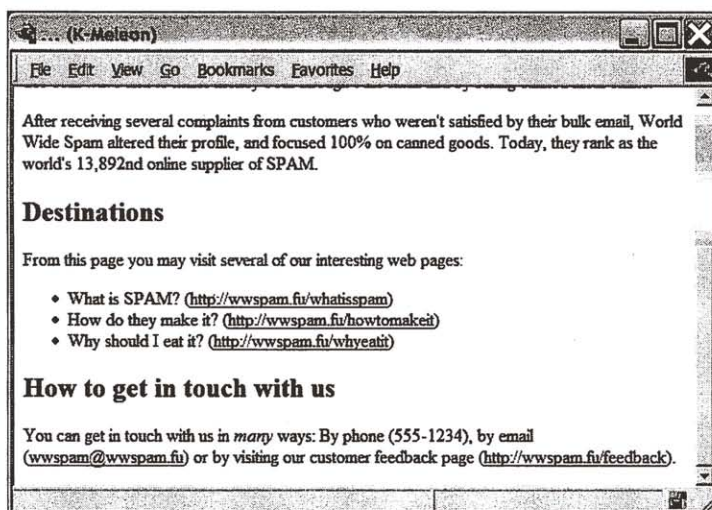 ... (K-Meleon)
File Edit View Go Bookmarks Favorites Help
After receiving several complaints from customers who weren't satisfied by their bulk email, World
Wide Spam altered their profile, and focused 100% on canned goods. Today, they rank as the
world's 13,892nd online supplier of SPAM.
Destinations
From this page you may visit several of our interesting web pages:
• What is SPAM? (http://wwspam.fu/whatisspam)
• How do they make it? (http://wwspam.fu/howtomakeit)
• Why should I eat it? (http://wwspam.fu/whyeatit)
How to get in touch with us
You can get in touch with us in many ways: By phone (555-1234), by email
(wwspam@wwspam.fu) or by visiting our customer feedback page (http://wwspam.fu/feedback).